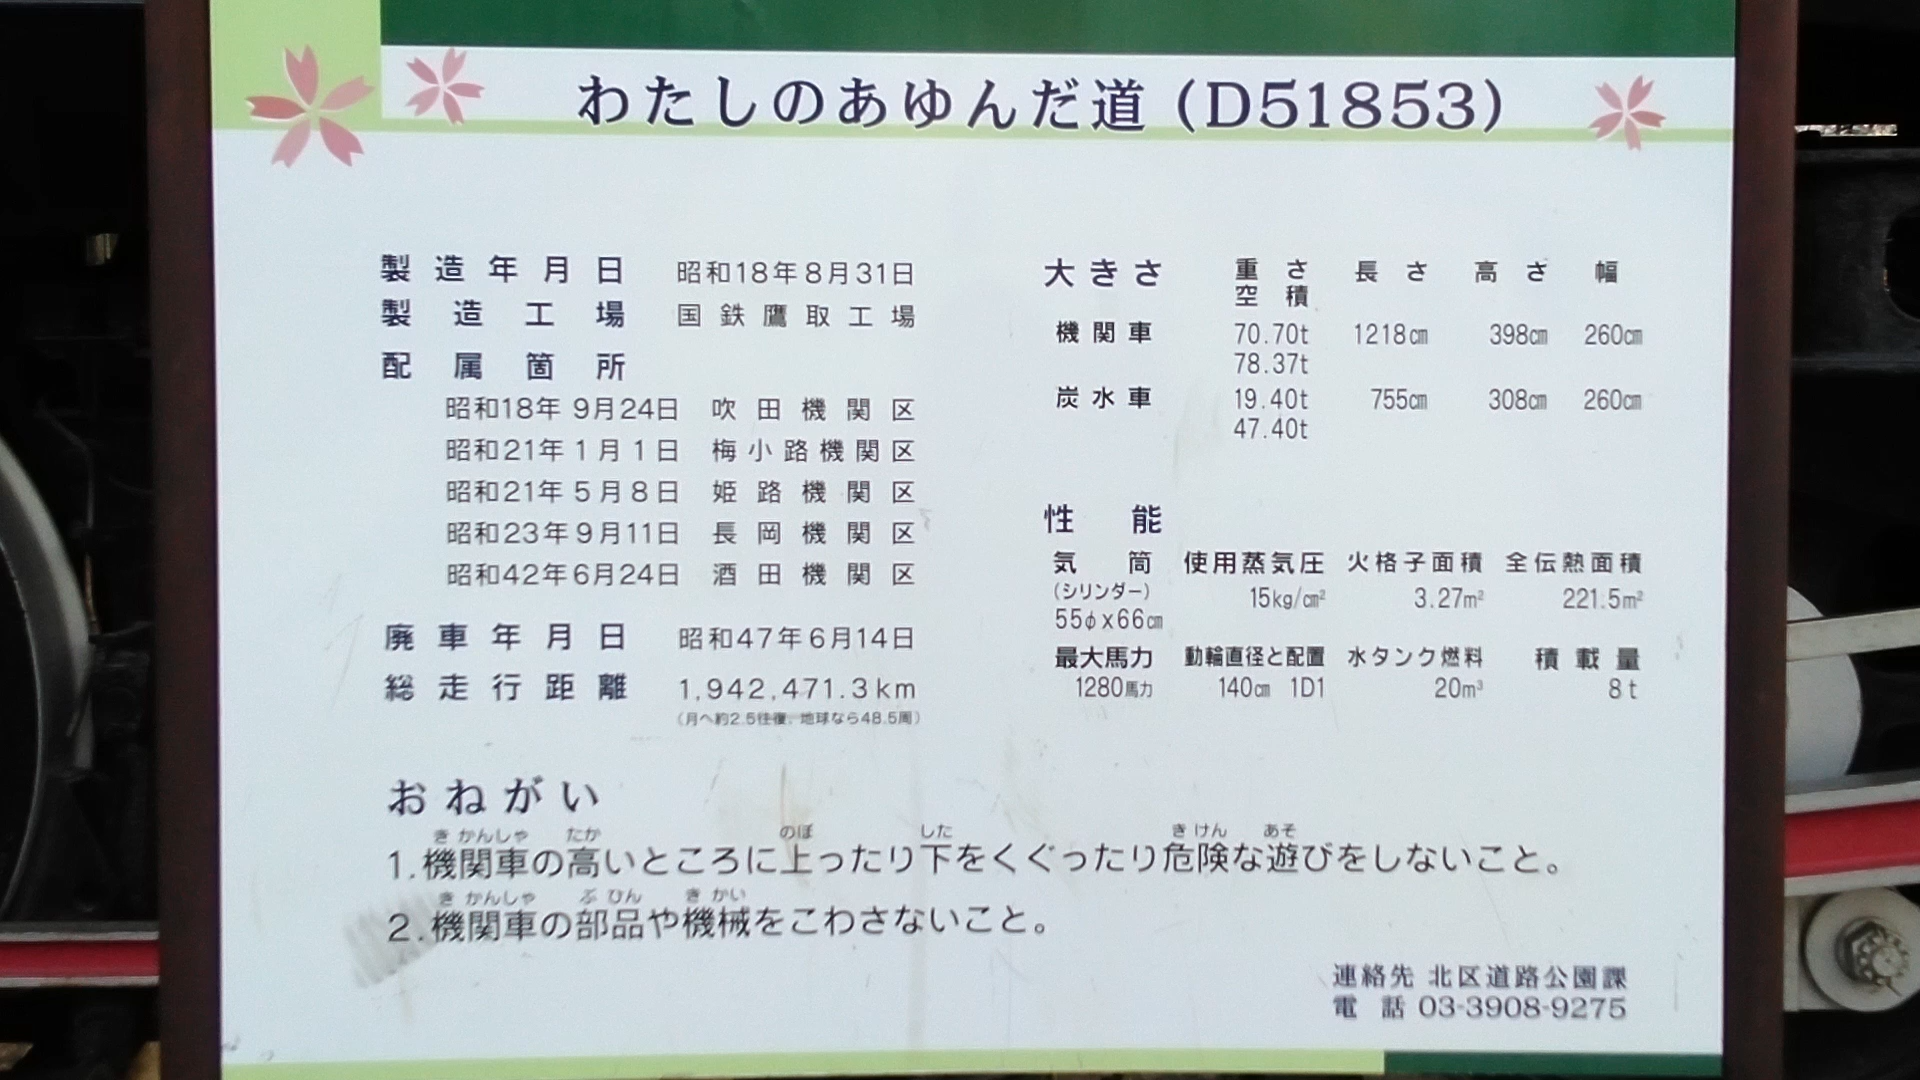 わたしのあゆんだ道 (D51853)
製造年月日 昭和18年8月31日
製造工場 国鉄鷹取工場
配属箇所
昭和18年 9月24日 吹田機関区
昭和21年 1月1日 梅小路機関区
昭和21年 5月8日 姫路機関区
昭和23年 9月11日 長岡機関区
昭和42年6月24日 酒田機関区
廃車年月日 昭和47年6月14日
総走行距離 1,942,471.3km
(月へ約2.5往復、地球なら48.5周)
大きさ 重さ 長さ 高さ 幅
空積
機関車 70.70t 1218㎝ 398㎝ 260㎝
78.37t
炭水車 19.40t 755㎝ 308㎝ 260㎝
47.40t
性能
気筒 使用蒸気圧 火格子面積 全伝熱面積
(シリンダー) 15kg/㎝² 3.27m² 221.5m²
55φx66㎝
最大馬力 動輪直径と配置 水タンク燃料 積載量
1280馬力 140㎝ 1D1 20m³ 8t
おねがい
きかんしゃ たか のぼ した きけん あそ
1.機関車の高いところに上ったり下をくぐったり危険な遊びをしないこと。
きかんしゃ ぶひん きかい
2.機関車の部品や機械をこわさないこと。
連絡先 北区道路公園課
電話 03-3908-9275